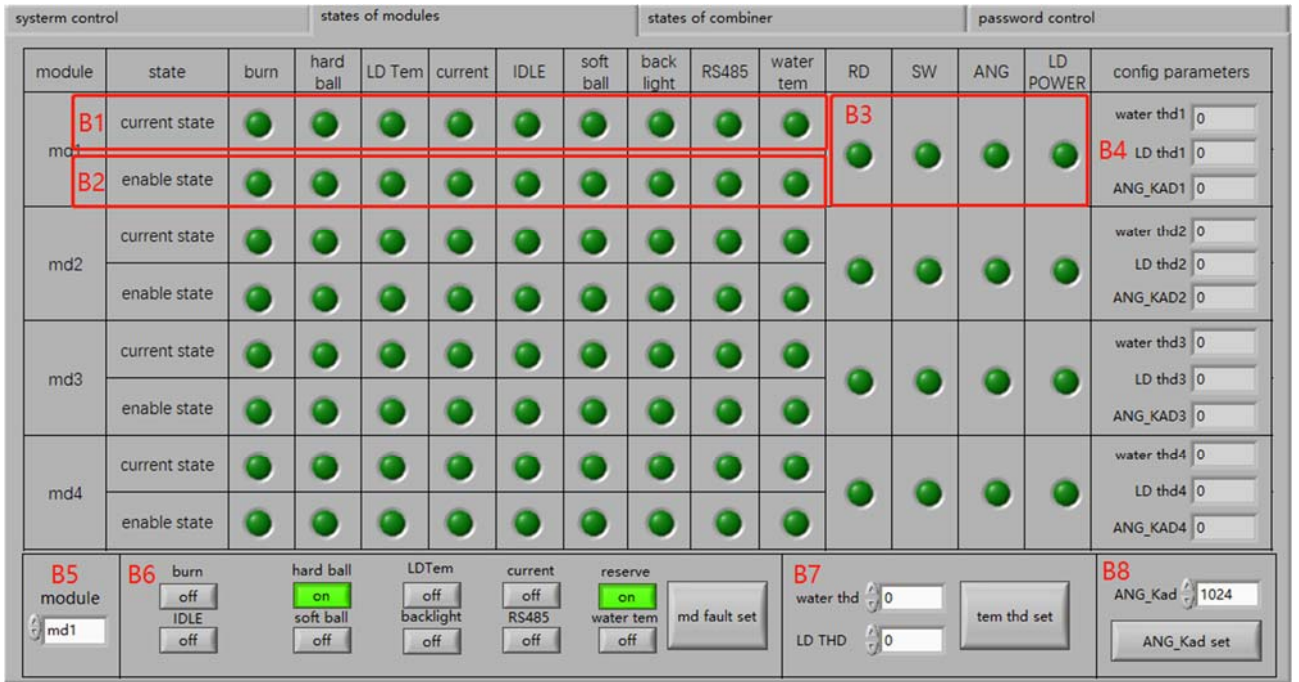 systerm control states of modules states of combiner password control
module state burn hard ball LD Tem current IDLE soft ball back light RS485 water tem RD SW ANG LD POWER config parameters
md1
B1 current state
B2 enable state
B3
B4
water thd1 0
LD thd1 0
ANG_KAD1 0
md2
current state
enable state
water thd2 0
LD thd2 0
ANG_KAD2 0
md3
current state
enable state
water thd3 0
LD thd3 0
ANG_KAD3 0
md4
current state
enable state
water thd4 0
LD thd4 0
ANG_KAD4 0
B5
module
md1
B6
burn hard ball LDTem current reserve
off on off off on
IDLE soft ball backlight RS485 water tem
off off off off off
md fault set
B7
water thd 0
LD THD 0
tem thd set
B8
ANG_Kad 1024
ANG_Kad set